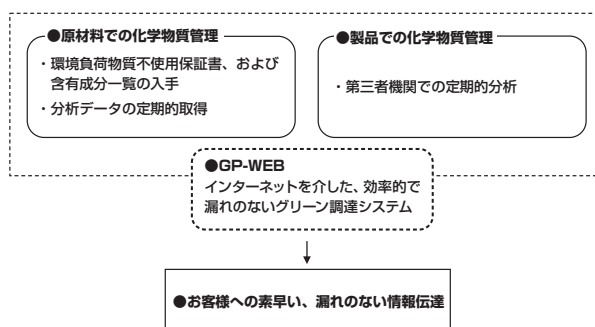 ●原材料での化学物質管理
・環境負荷物質不使用保証書、および
含有成分一覧の入手
・分析データの定期的取得
●製品での化学物質管理
・第三者機関での定期的分析
●GP-WEB
インターネットを介した、効率的で
漏れのないグリーン調達システム
●お客様への素早い、漏れのない情報伝達